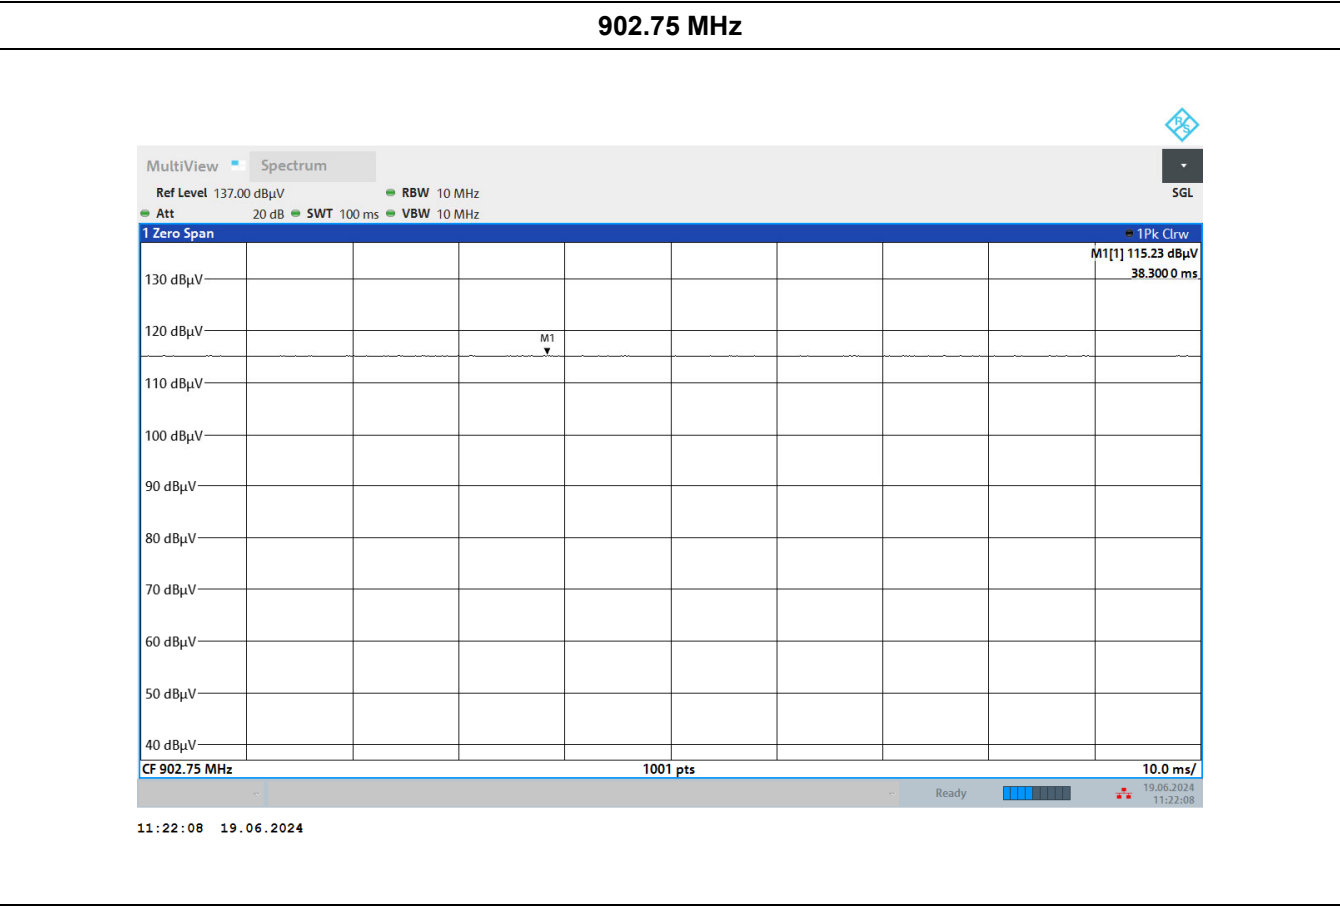 902.75 MHz
R&S
MultiView Spectrum
Ref Level 137.00 dBµV RBW 10 MHz
SGL
Att 20 dB SWT 100 ms VBW 10 MHz
1 Zero Span 1Pk Clrw
M1[1] 115.23 dBµV
38.300 0 ms
130 dBµV
120 dBµV
M1
110 dBµV
100 dBµV
90 dBµV
80 dBµV
70 dBµV
60 dBµV
50 dBµV
40 dBµV
CF 902.75 MHz 1001 pts 10.0 ms/
Ready 19.06.2024
11:22:08
11:22:08 19.06.2024